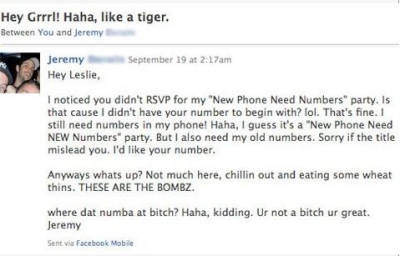 Hey Grrrl! Haha, like a tiger.
Between You and Jeremy
Jeremy September 19 at 2:17am
Hey Leslie,
I noticed you didn't RSVP for my "New Phone Need Numbers" party. Is
that cause I didn't have your number to begin with? lol. That's fine. I
still need numbers in my phone! Haha, I guess it's a "New Phone Need
NEW Numbers" party. But I also need my old numbers. Sorry if the title
mislead you. I'd like your number.
Anyways whats up? Not much here, chillin out and eating some wheat
thins. THESE ARE THE BOMBZ.
where dat numba at bitch? Haha, kidding. Ur not a bitch ur great.
Jeremy
Sent via Facebook Mobile